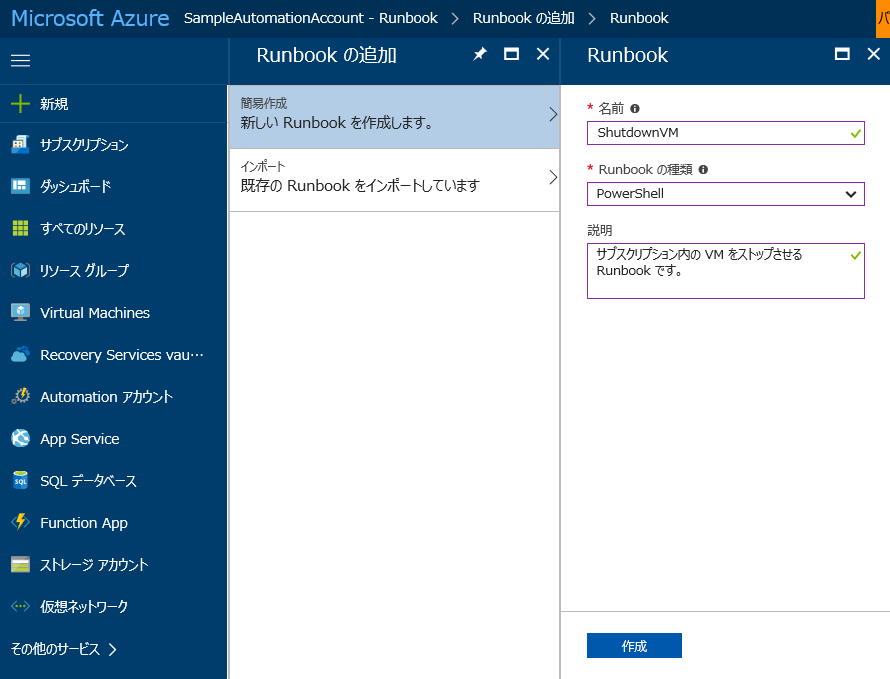 Microsoft Azure SampleAutomationAccount - Runbook > Runbook の追加 > Runbook
新規
サブスクリプション
ダッシュボード
すべてのリソース
リソース グループ
Virtual Machines
Recovery Services vau…
Automation アカウント
App Service
SQL データベース
Function App
ストレージ アカウント
仮想ネットワーク
その他のサービス >
Runbook の追加
簡易作成
新しい Runbook を作成します。
インポート
既存の Runbook をインポートしています
Runbook
* 名前
ShutdownVM
* Runbook の種類
PowerShell
説明
サブスクリプション内の VM をストップさせる
Runbook です。
作成